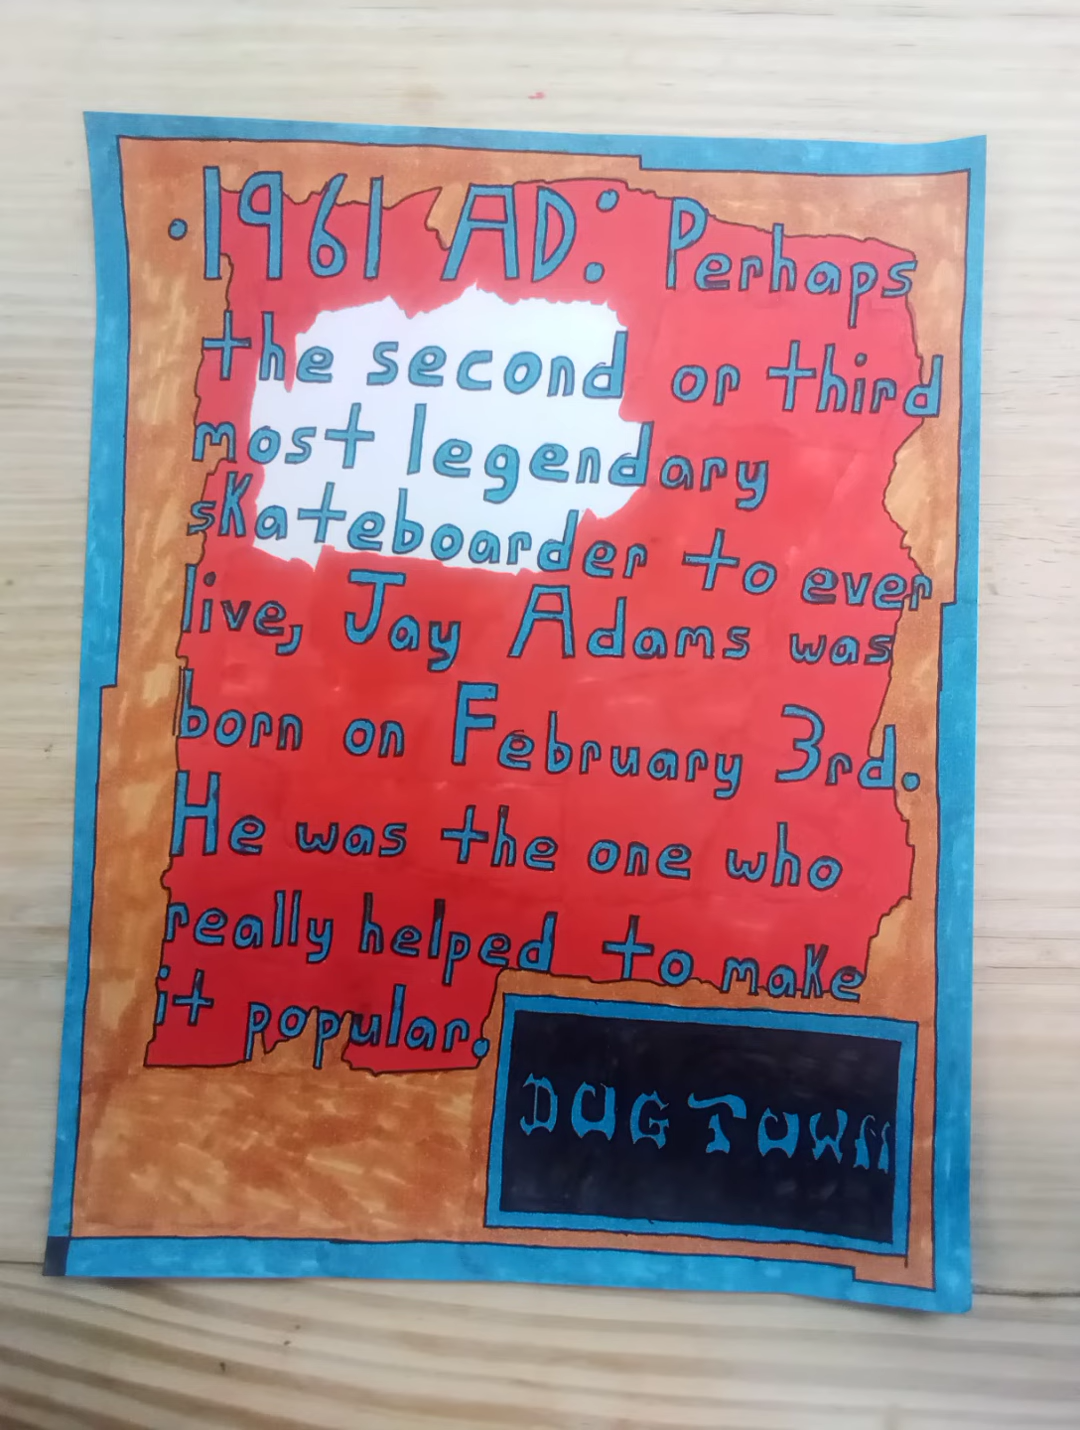 •1961 AD: Perhaps
the second or third
most legendary
skateboarder to ever
live, Jay Adams was
born on February 3rd.
He was the one who
really helped to make
it popular.
DOGTOWN